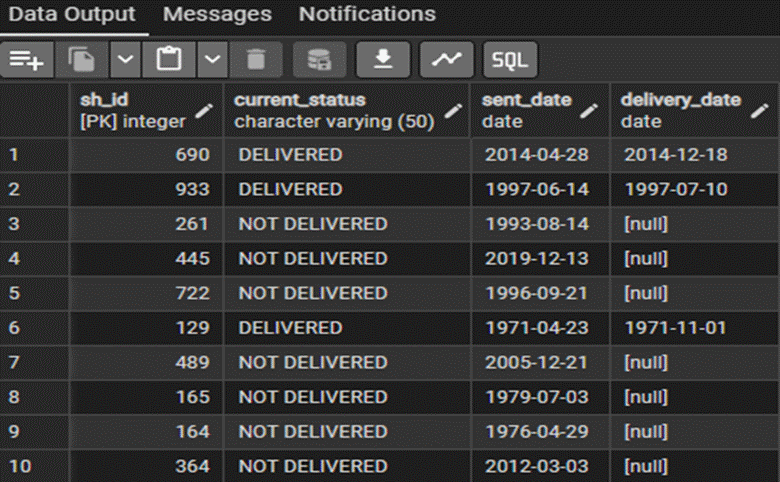 Data Output Messages Notifications
SQL
sh_id current_status sent_date delivery_date
[PK] integer character varying (50) date date
1 690 DELIVERED 2014-04-28 2014-12-18
2 933 DELIVERED 1997-06-14 1997-07-10
3 261 NOT DELIVERED 1993-08-14 [null]
4 445 NOT DELIVERED 2019-12-13 [null]
5 722 NOT DELIVERED 1996-09-21 [null]
6 129 DELIVERED 1971-04-23 1971-11-01
7 489 NOT DELIVERED 2005-12-21 [null]
8 165 NOT DELIVERED 1979-07-03 [null]
9 164 NOT DELIVERED 1976-04-29 [null]
10 364 NOT DELIVERED 2012-03-03 [null]